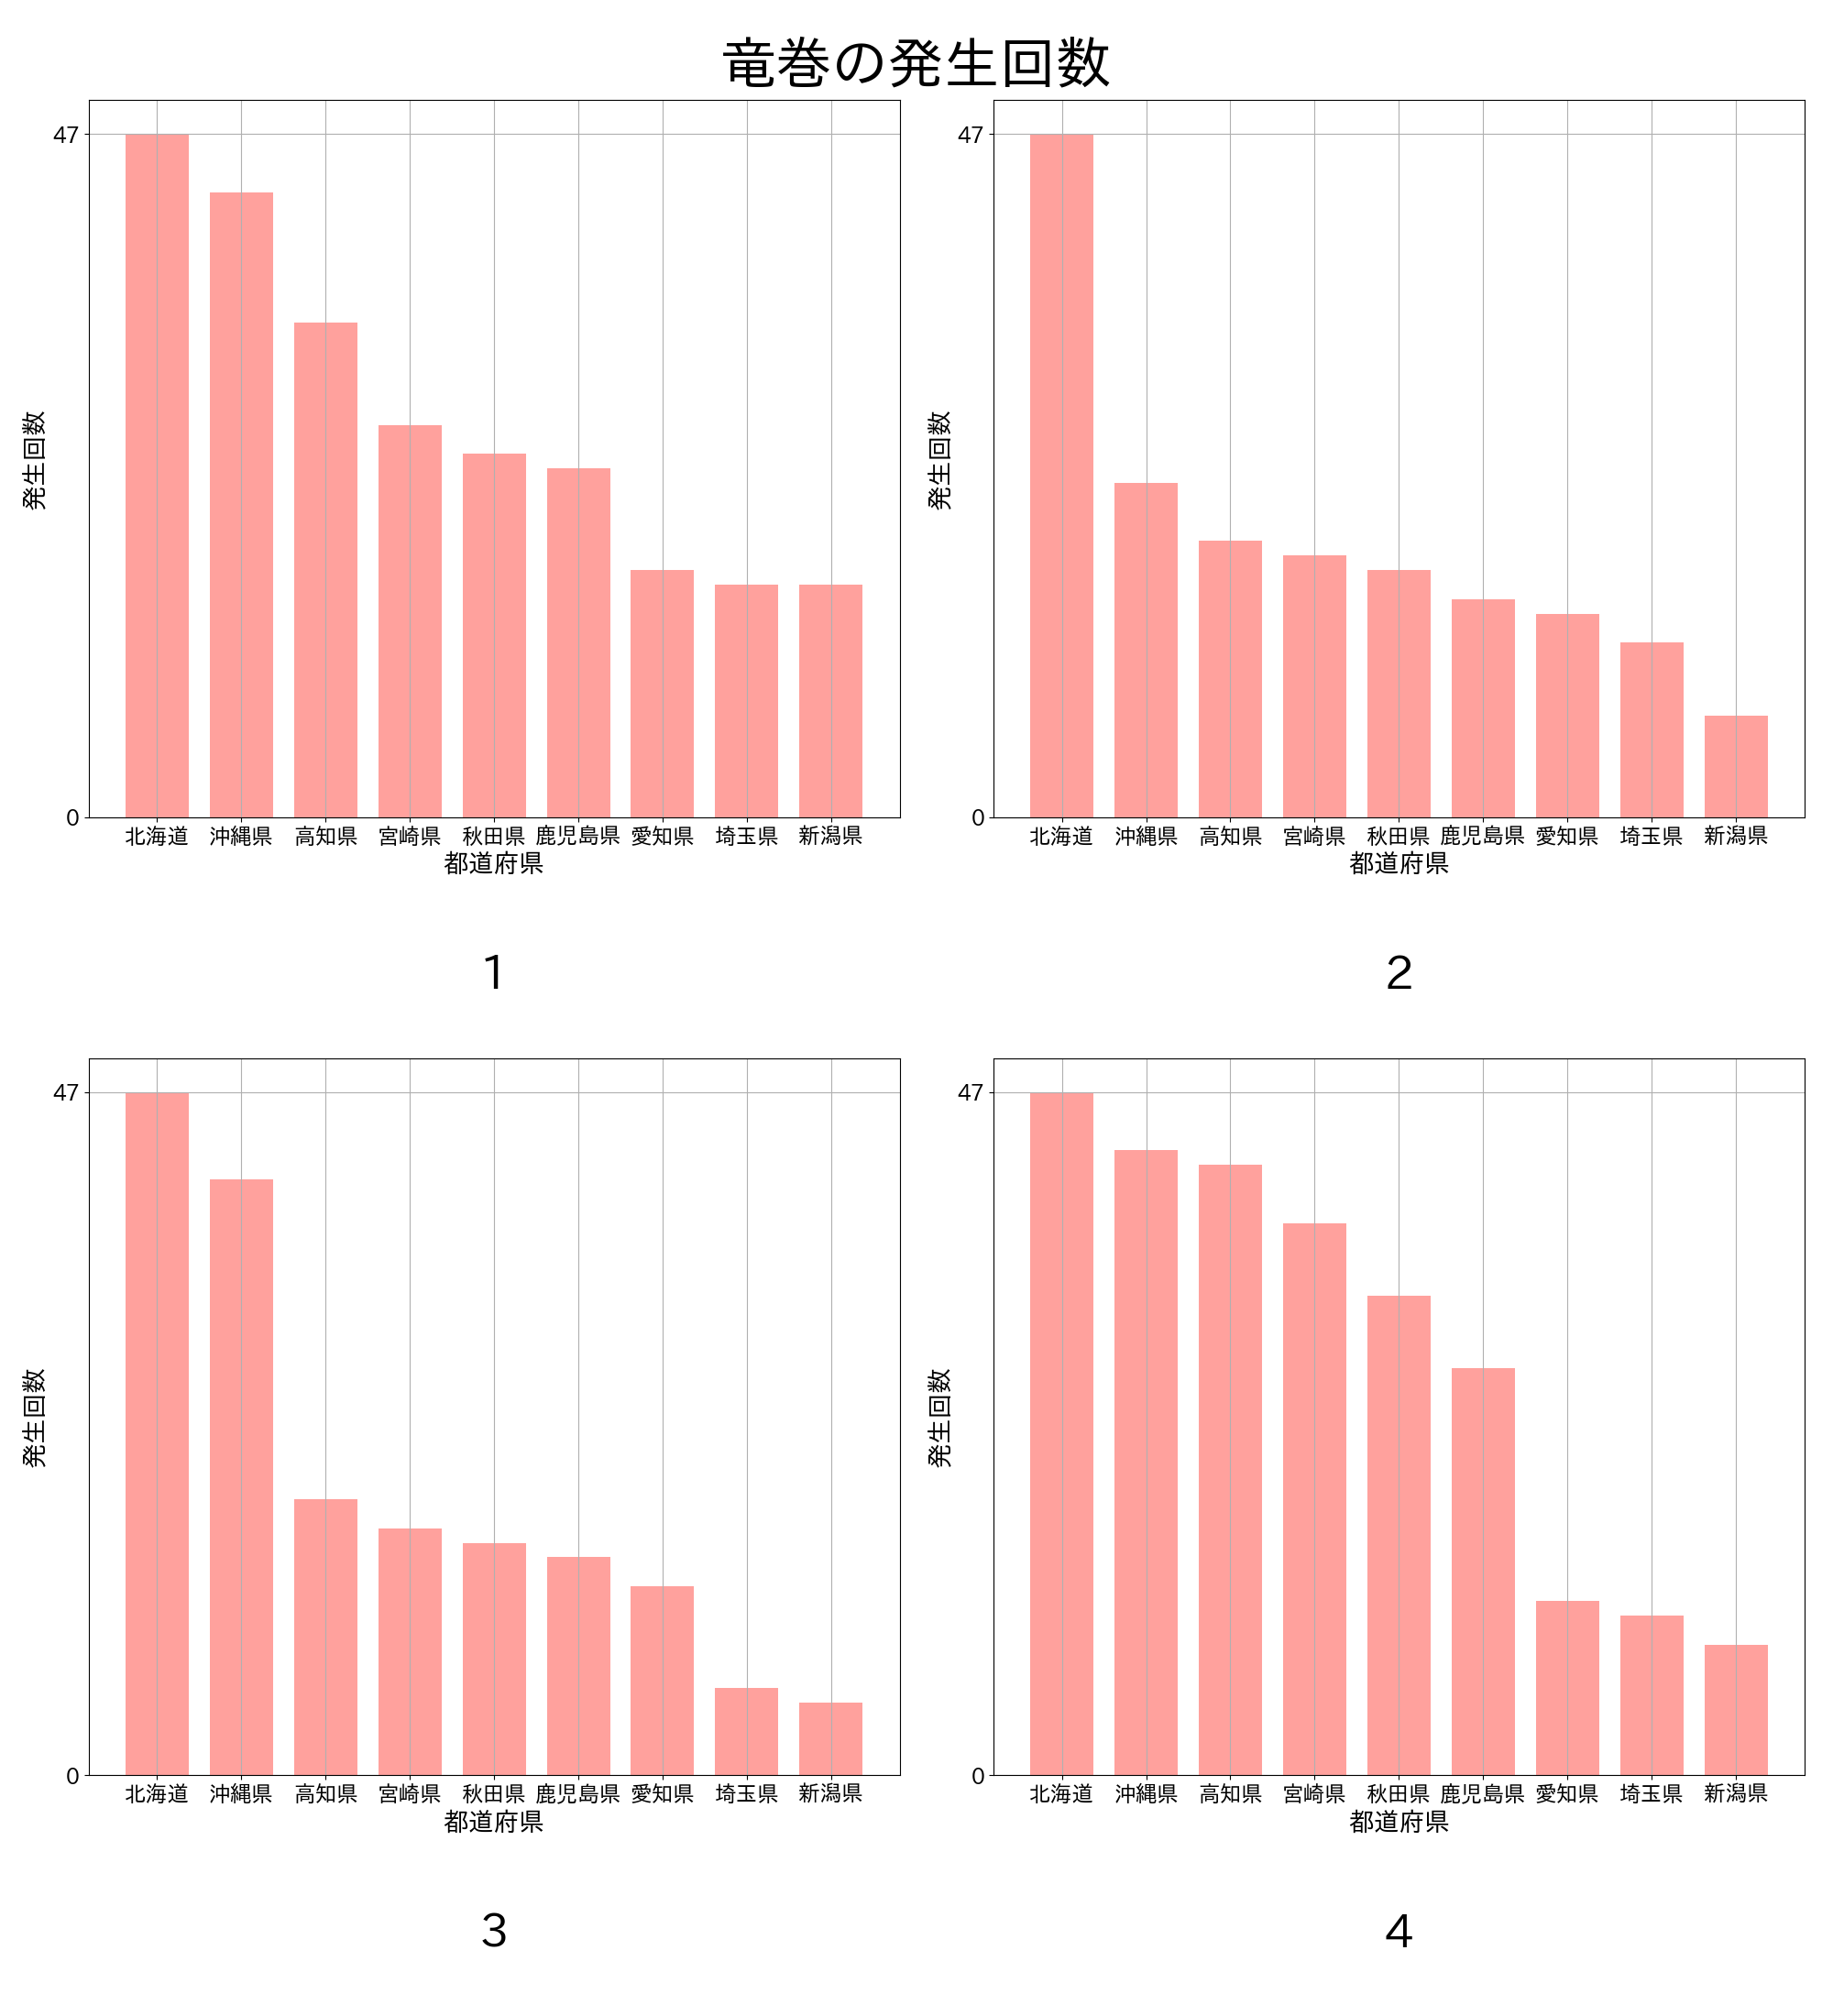 竜巻の発生回数
47
0
発生回数
北海道 沖縄県 高知県 宮崎県 秋田県 鹿児島県 愛知県 埼玉県 新潟県
都道府県
1
47
0
発生回数
北海道 沖縄県 高知県 宮崎県 秋田県 鹿児島県 愛知県 埼玉県 新潟県
都道府県
2
47
0
発生回数
北海道 沖縄県 高知県 宮崎県 秋田県 鹿児島県 愛知県 埼玉県 新潟県
都道府県
3
47
0
発生回数
北海道 沖縄県 高知県 宮崎県 秋田県 鹿児島県 愛知県 埼玉県 新潟県
都道府県
4